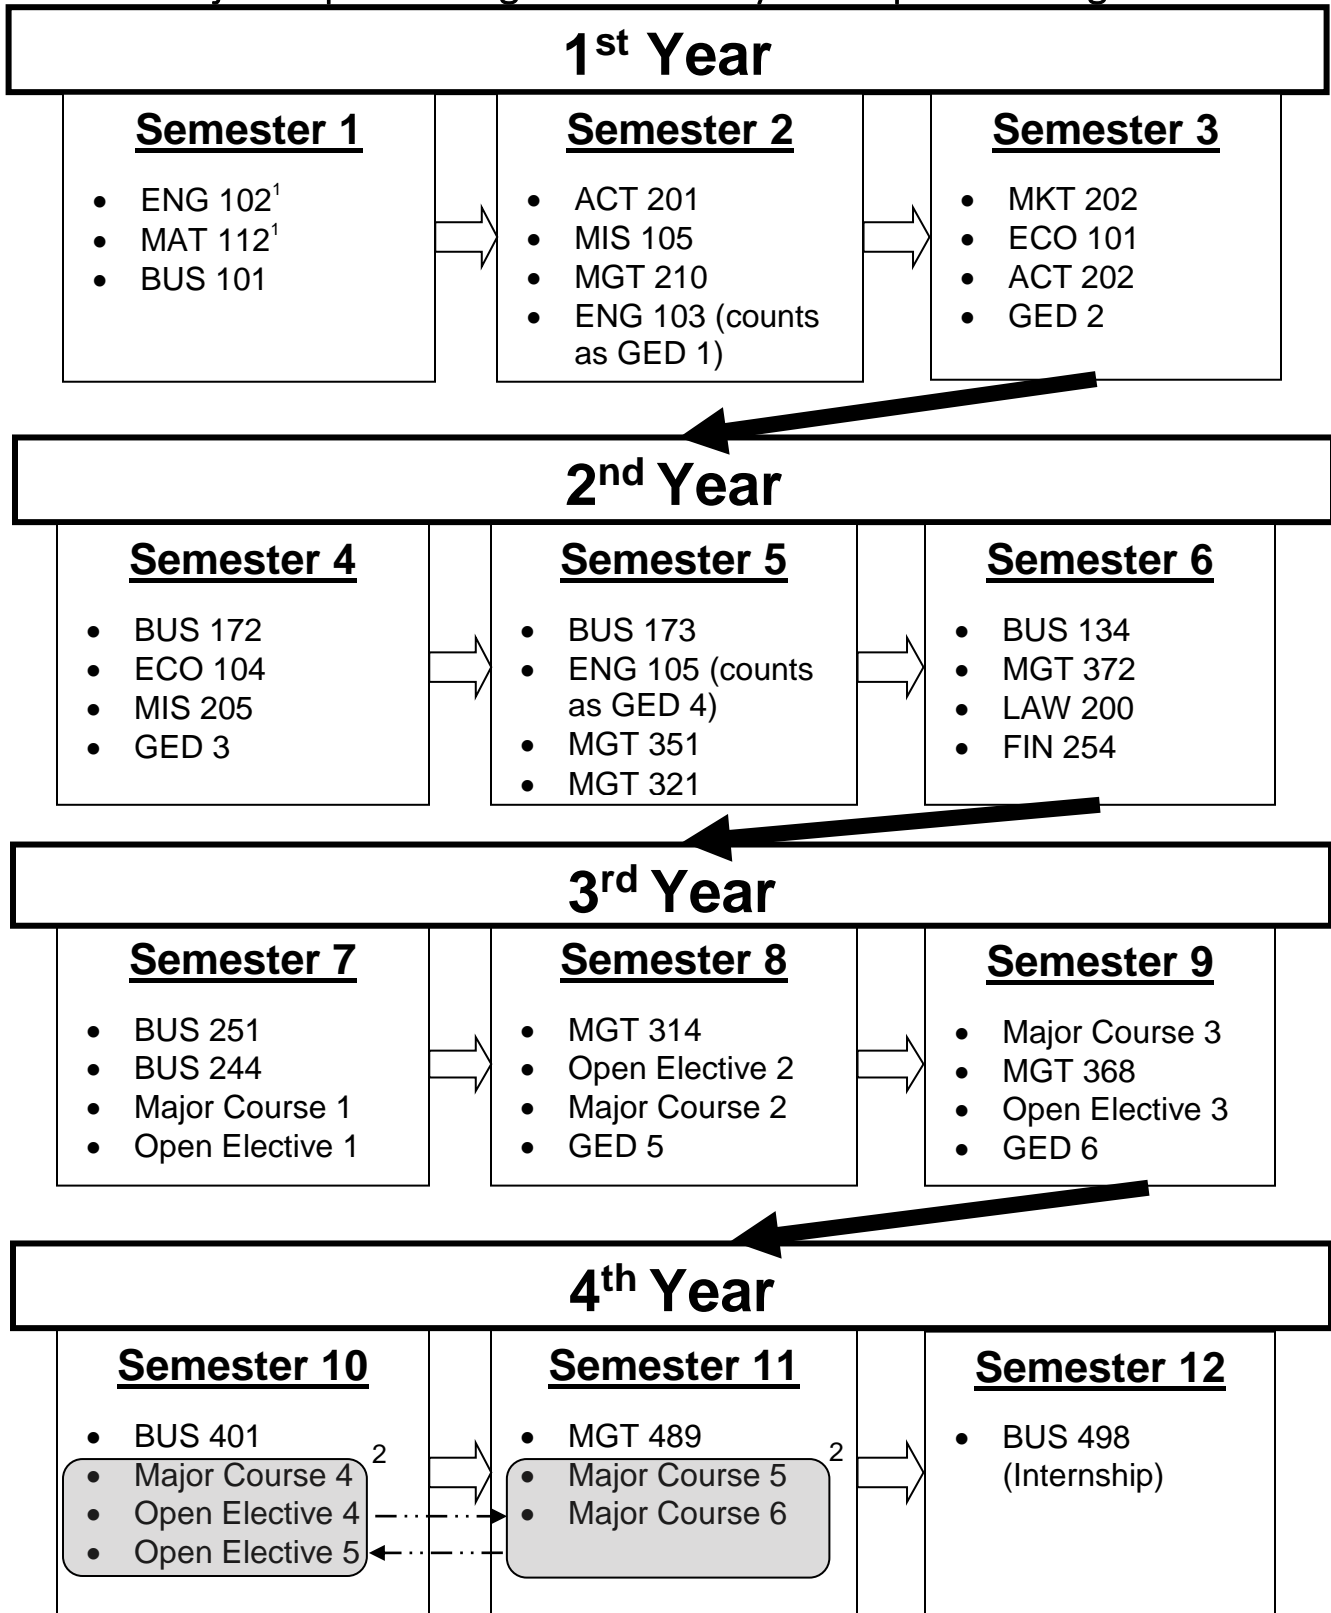 1st Year
Semester 1
• ENG 102¹
• MAT 112¹
• BUS 101
Semester 2
• ACT 201
• MIS 105
• MGT 210
• ENG 103 (counts
as GED 1)
Semester 3
• MKT 202
• ECO 101
• ACT 202
• GED 2
2nd Year
Semester 4
• BUS 172
• ECO 104
• MIS 205
• GED 3
Semester 5
• BUS 173
• ENG 105 (counts
as GED 4)
• MGT 351
• MGT 321
Semester 6
• BUS 134
• MGT 372
• LAW 200
• FIN 254
3rd Year
Semester 7
• BUS 251
• BUS 244
• Major Course 1
• Open Elective 1
Semester 8
• MGT 314
• Open Elective 2
• Major Course 2
• GED 5
Semester 9
• Major Course 3
• MGT 368
• Open Elective 3
• GED 6
4th Year
Semester 10
• BUS 401
• Major Course 4 2
• Open Elective 4
• Open Elective 5
Semester 11
• MGT 489
• Major Course 5 2
• Major Course 6
Semester 12
• BUS 498
(Internship)